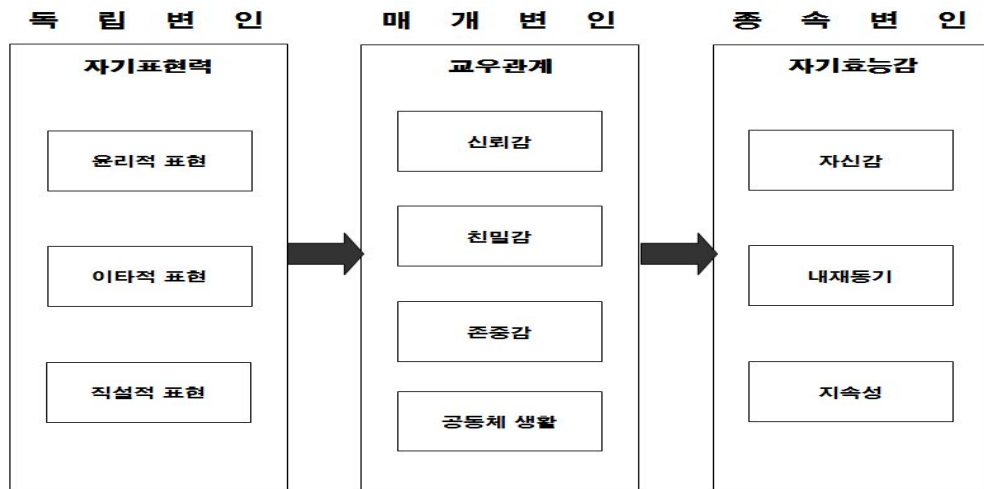 독 립 변 인
자기표현력
윤리적 표현
이타적 표현
직설적 표현
매 개 변 인
교우관계
신뢰감
친밀감
존중감
공동체 생활
종 속 변 인
자기효능감
자신감
내재동기
지속성